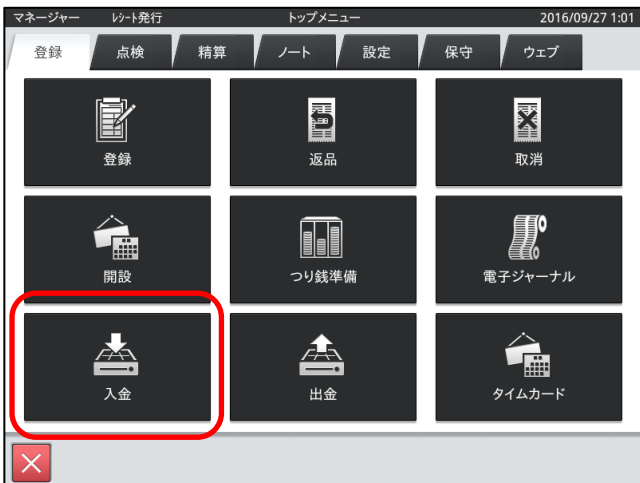 マネージャー ﾚｼｰﾄ発行 トップメニュー 2016/09/27 1:01
登録 点検 精算 ノート 設定 保守 ウェブ
登録 返品 取消
開設 つり銭準備 電子ジャーナル
入金 出金 タイムカード